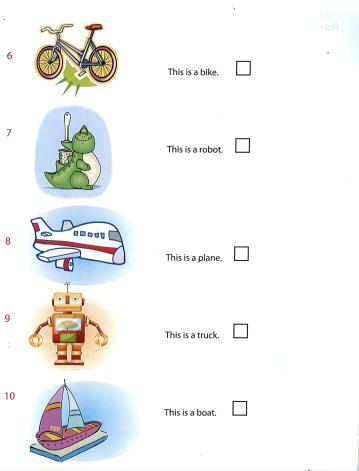 6
This is a bike.
7
This is a robot.
8
This is a plane.
9
This is a truck.
10
This is a boat.